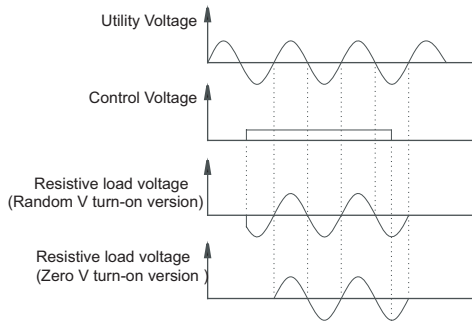 Utility Voltage
Control Voltage
Resistive load voltage
(Random V turn-on version)
Resistive load voltage
(Zero V turn-on version )